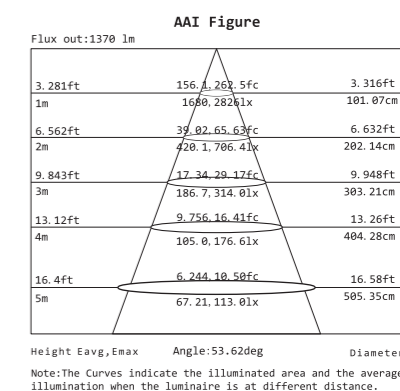 AAI Figure
Flux out:1370 lm
3.281ft 156.1,262.5fc 3.316ft
1m 1680,2826lx 101.07cm
6.562ft 39.02,65.63fc 6.632ft
2m 420.1,706.4lx 202.14cm
9.843ft 17.34,29.17fc 9.948ft
3m 186.7,314.0lx 303.21cm
13.12ft 9.756,16.41fc 13.26ft
4m 105.0,176.6lx 404.28cm
16.4ft 6.244,10.50fc 16.58ft
5m 67.21,113.0lx 505.35cm
Height Eavg,Emax Angle:53.62deg Diameter
Note:The Curves indicate the illuminated area and the average
illumination when the luminaire is at different distance.